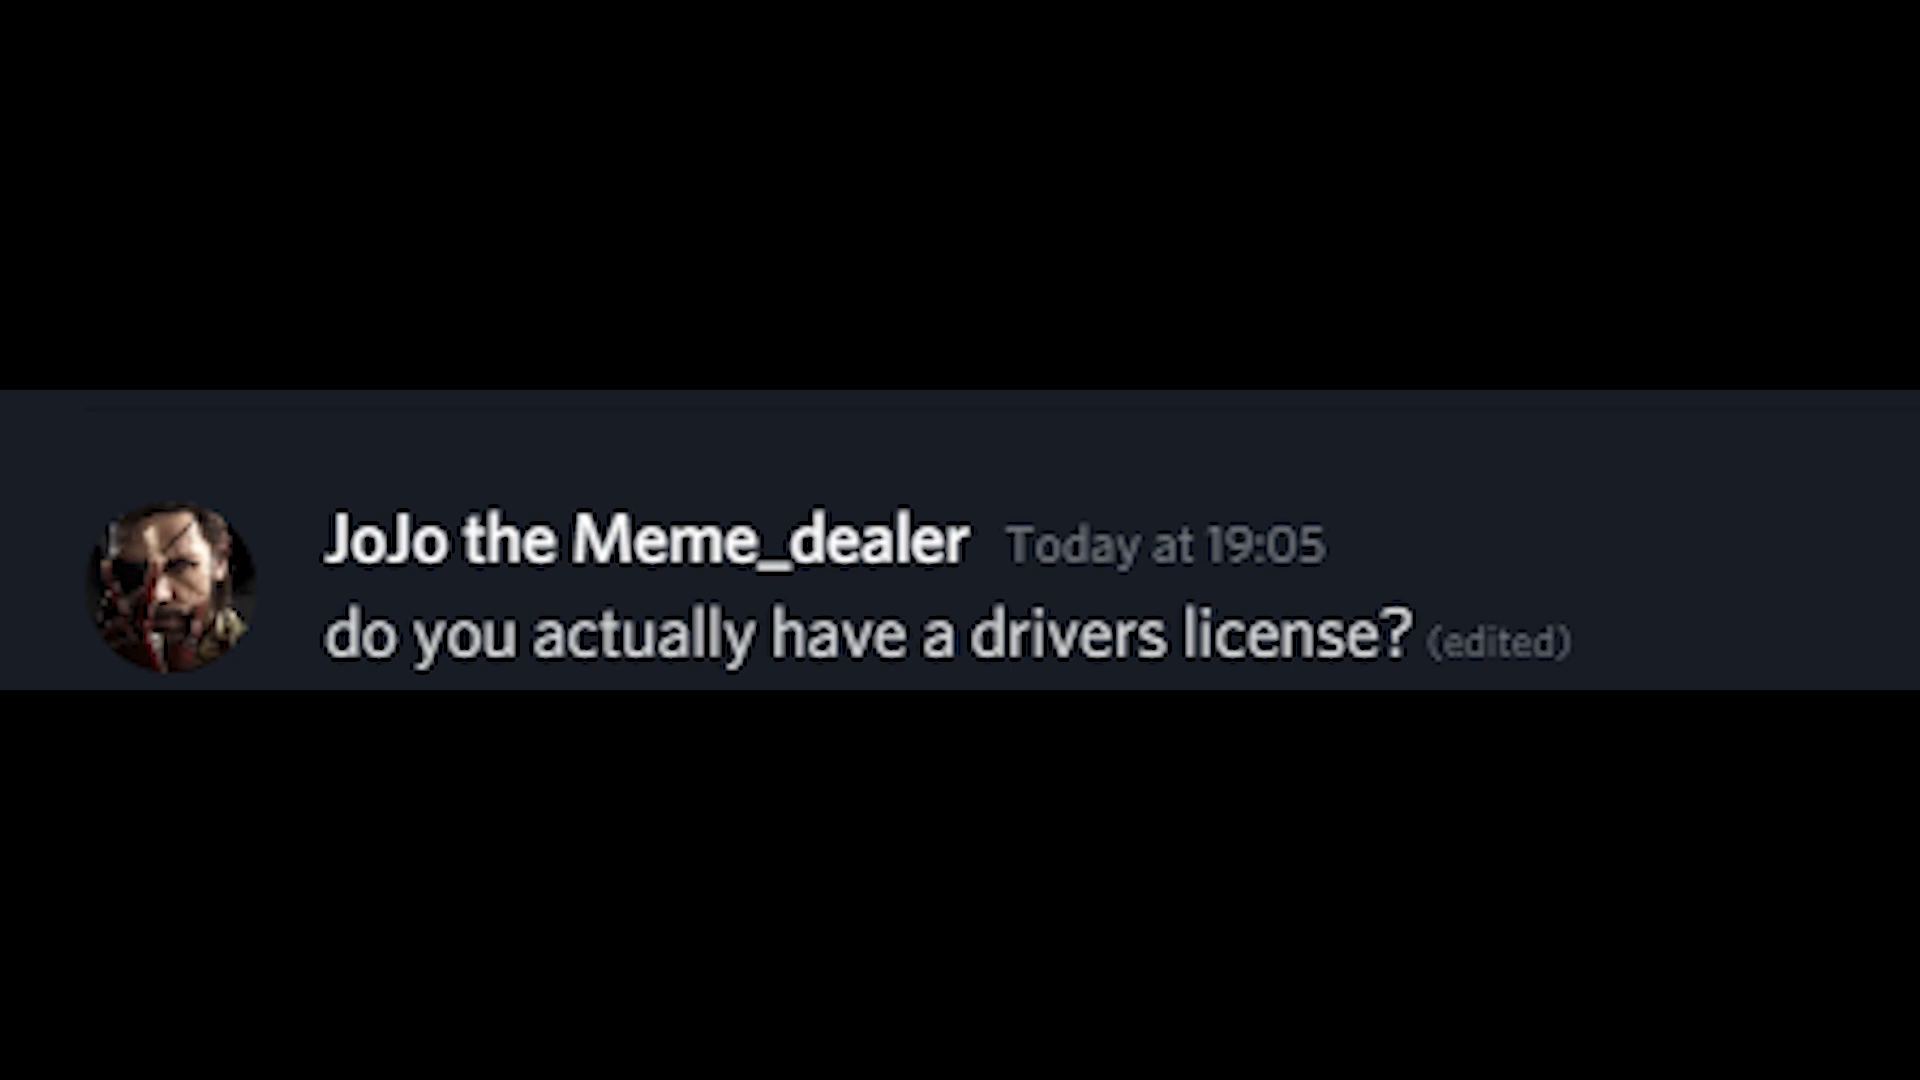 JoJo the Meme_dealer Today at 19:05
do you actually have a drivers license? (edited)